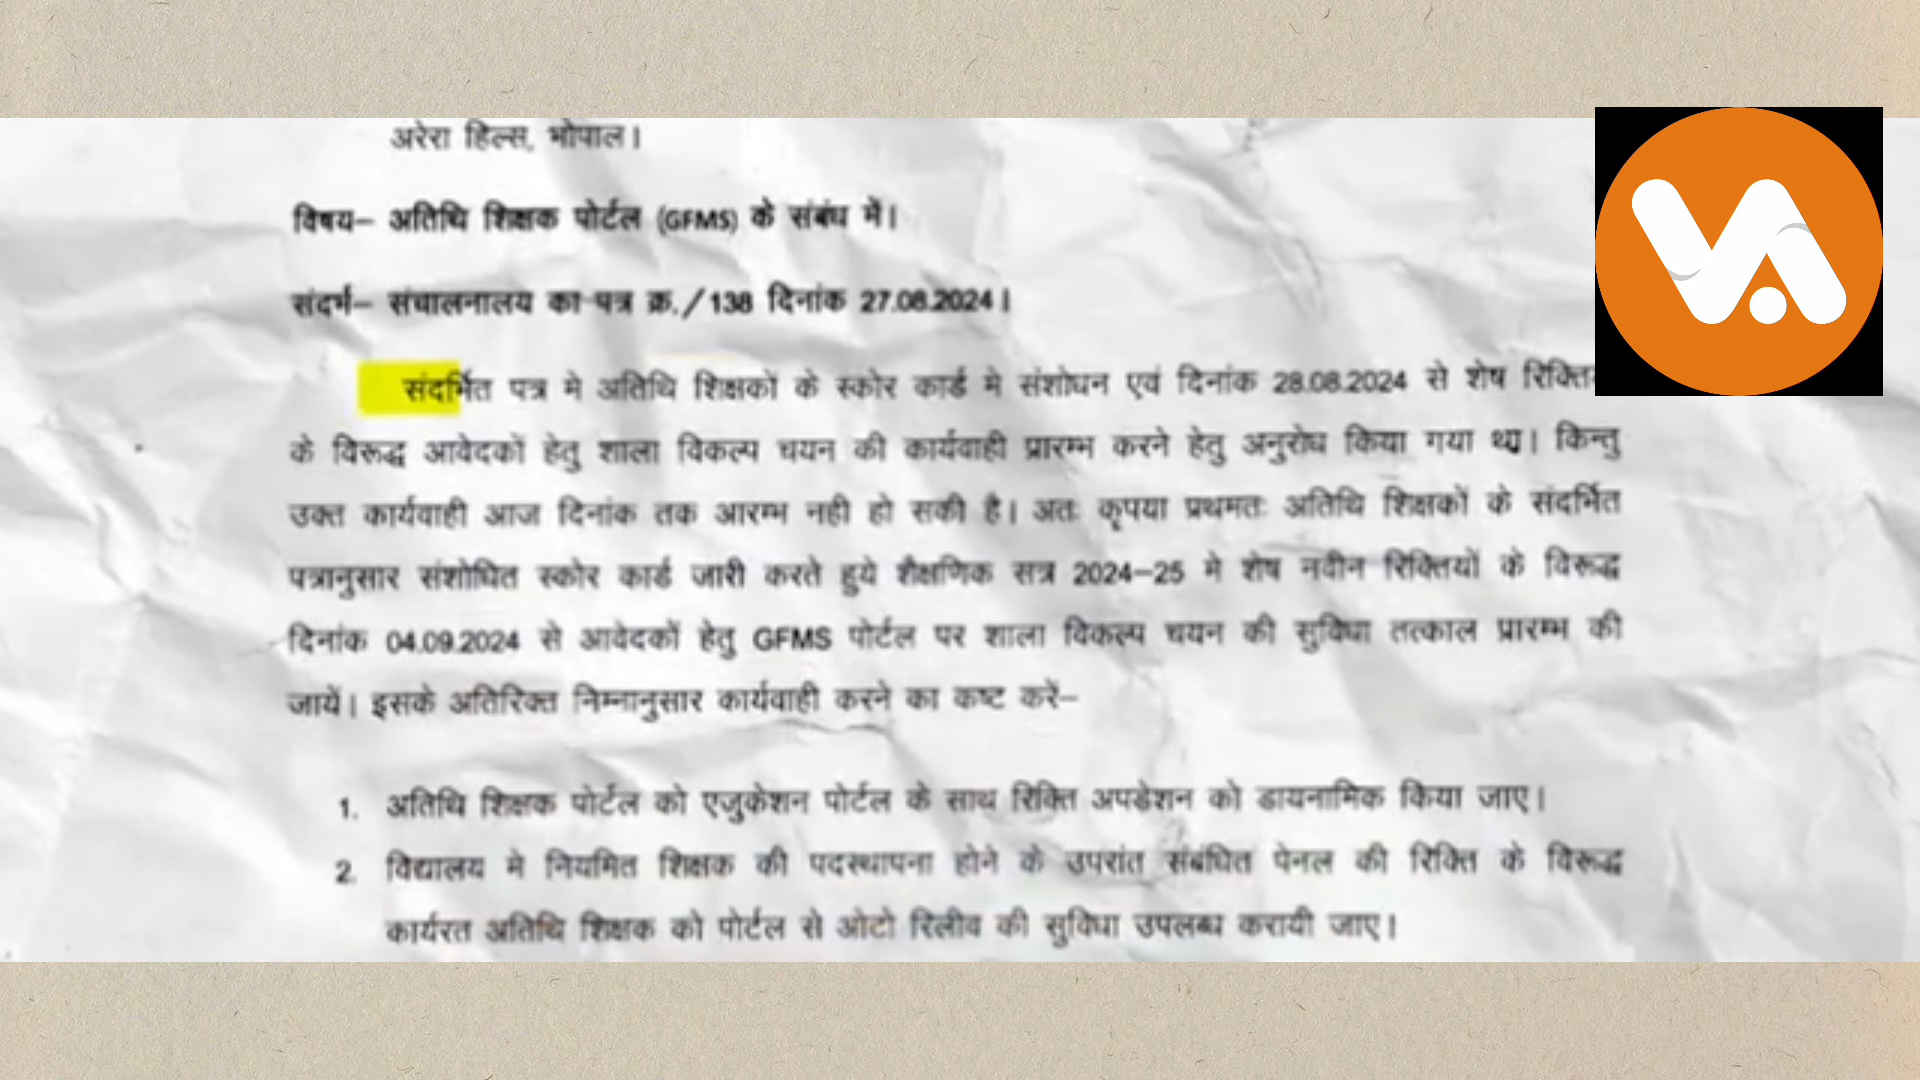 अरेरा हिल्स, भोपाल।
विषय– अतिथि शिक्षक पोर्टल (GFMS) के संबंध में।
संदर्भ– संचालनालय का पत्र क्र./138 दिनांक 27.08.2024।
संदर्भित पत्र मे अतिथि शिक्षकों के स्कोर कार्ड मे संशोधन एवं दिनांक 28.08.2024 से शेष
के विरूद्ध आवेदकों हेतु शाला विकल्प चयन की कार्यवाही प्रारम्भ करने हेतु अनुरोध किया गया था। किन्तु
उक्त कार्यवाही आज दिनांक तक आरम्भ नही हो सकी है। अतः कृपया प्रथमतः अतिथि शिक्षकों के संदर्भित
पत्रानुसार संशोधित स्कोर कार्ड जारी करते हुये शैक्षणिक सत्र 2024–25 मे शेष नवीन रिक्तियों के विरूद्ध
दिनांक 04.09.2024 से आवेदकों हेतु GFMS पोर्टल पर शाला विकल्प चयन की सुविधा तत्काल प्रारम्भ की
जायें। इसके अतिरिक्त निम्नानुसार कार्यवाही करने का कष्ट करें–
1. अतिथि शिक्षक पोर्टल को एजुकेशन पोर्टल के साथ रिक्ति अपडेशन को डायनामिक किया जाए।
2. विद्यालय मे नियमित शिक्षक की पदस्थापना होने के उपरांत संबंधित पेनल की रिक्ति के विरूद्ध
कार्यरत अतिथि शिक्षक को पोर्टल से ओटो रिलीव की सुविधा उपलब्ध करायी जाए।